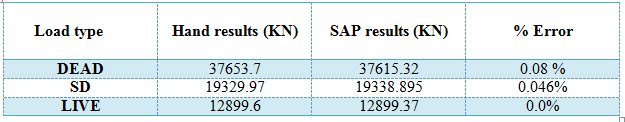 Load type Hand results (KN) SAP results (KN) % Error
DEAD 37653.7 37615.32 0.08 %
SD 19329.97 19338.895 0.046%
LIVE 12899.6 12899.37 0.0%